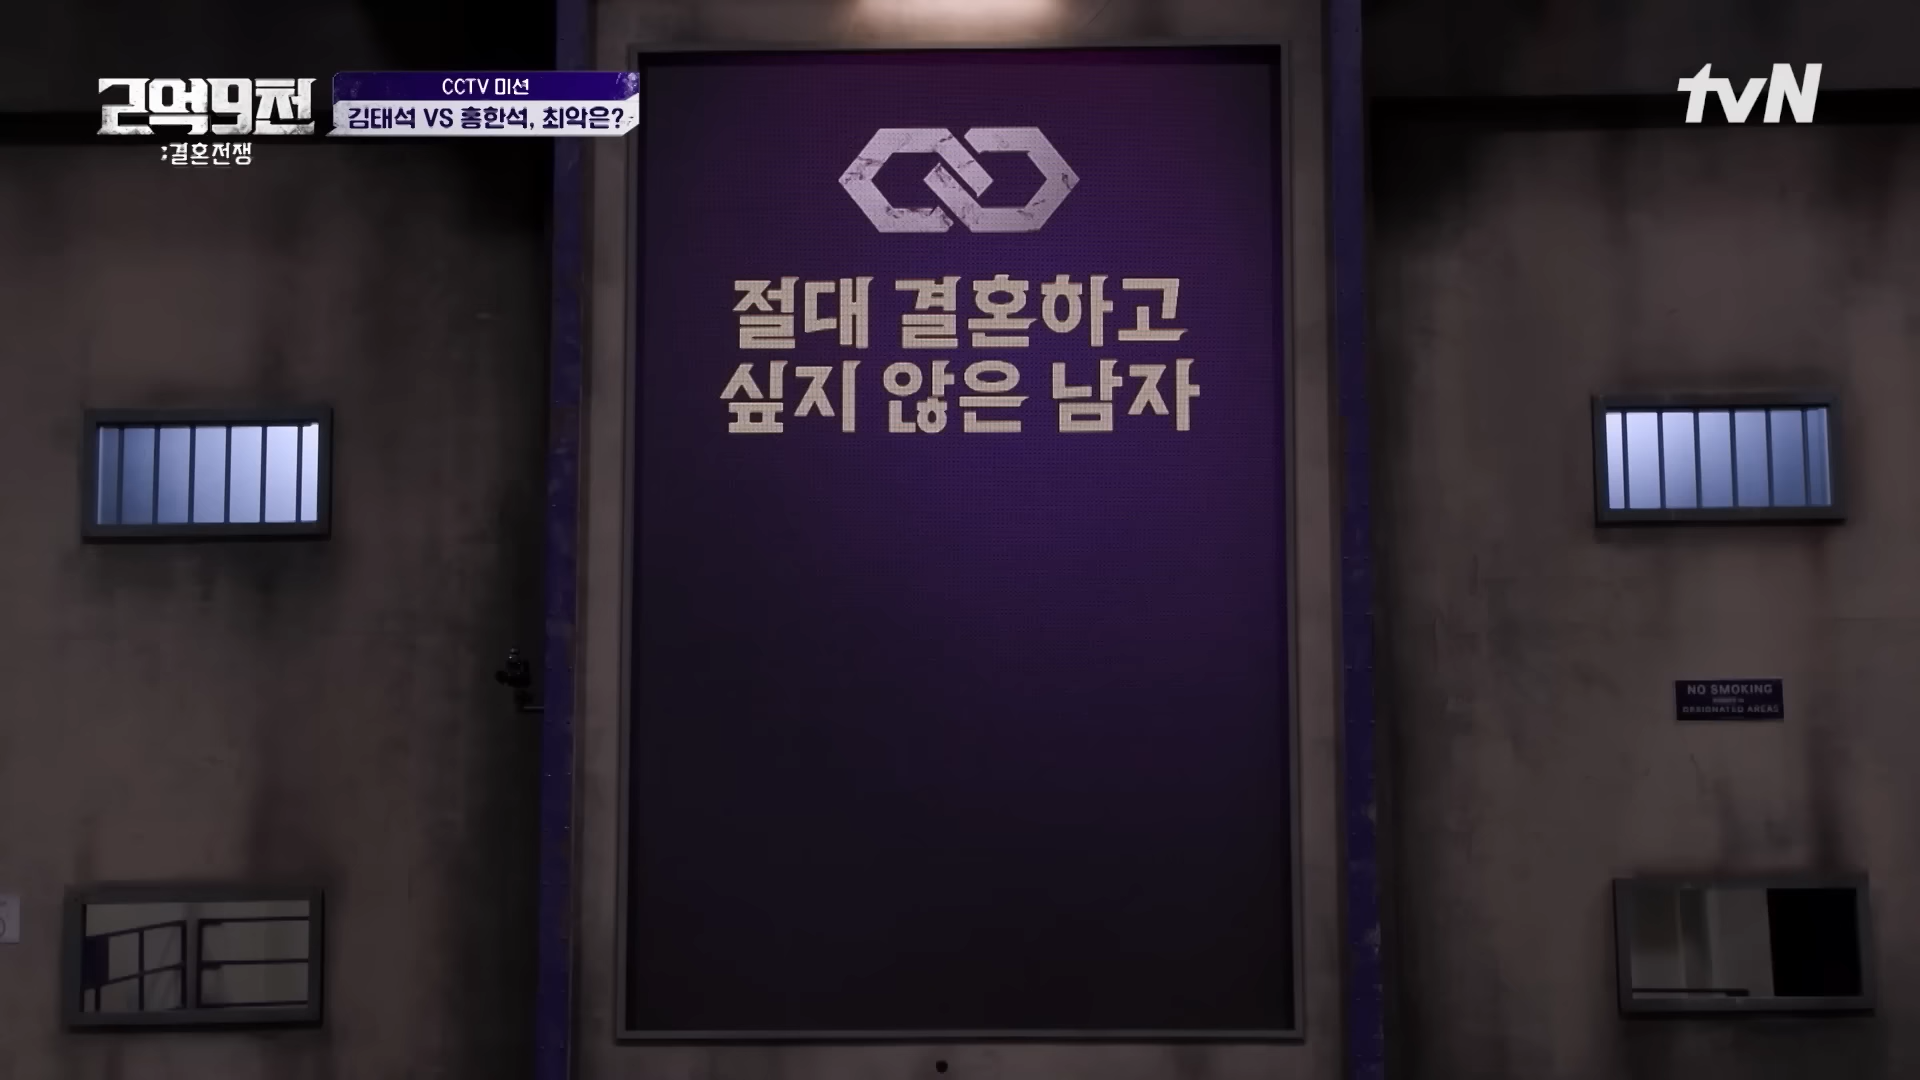 2억9천
:결혼전쟁
CCTV 미션
김태석 VS 홍한석, 최악은?
tvN
절대 결혼하고
싶지 않은 남자
NO SMOKING
DESIGNATED AREAS